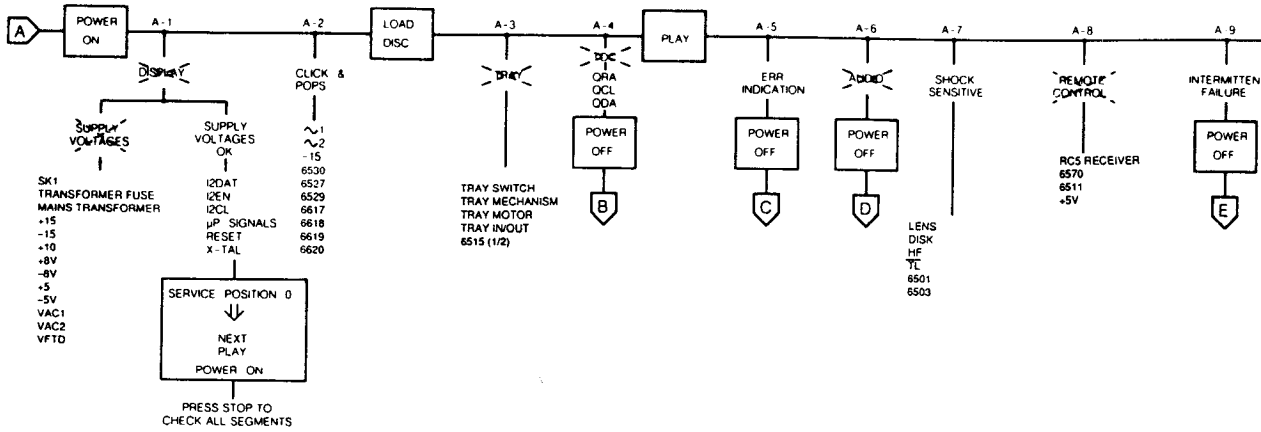 A
POWER
ON
A-1
DISPLAY
SUPPLY
VOLTAGES
SK1
TRANSFORMER FUSE
MAINS TRANSFORMER
+15
-15
+10
+8V
-8V
+5
-5V
VAC1
VAC2
VFTD
SUPPLY
VOLTAGES
OK
I2DAT
I2EN
I2CL
µP SIGNALS
RESET
X-TAL
SERVICE POSITION 0
⇓
NEXT
PLAY
POWER ON
PRESS STOP TO
CHECK ALL SEGMENTS
A-2
CLICK &
POPS
∿1
∿2
-15
6530
6527
6529
6617
6618
6619
6620
LOAD
DISC
A-3
TRAY
TRAY SWITCH
TRAY MECHANISM
TRAY MOTOR
TRAY IN/OUT
6515 (1/2)
A-4
QRA
QCL
QDA
POWER
OFF
B
PLAY
A-5
ERR
INDICATION
POWER
OFF
C
A-6
AUDIO
POWER
OFF
D
A-7
SHOCK
SENSITIVE
LENS
DISK
HF
TL
6501
6503
A-8
REMOTE
CONTROL
RC5 RECEIVER
6570
6511
+5V
A-9
INTERMITTEN
FAILURE
POWER
OFF
E